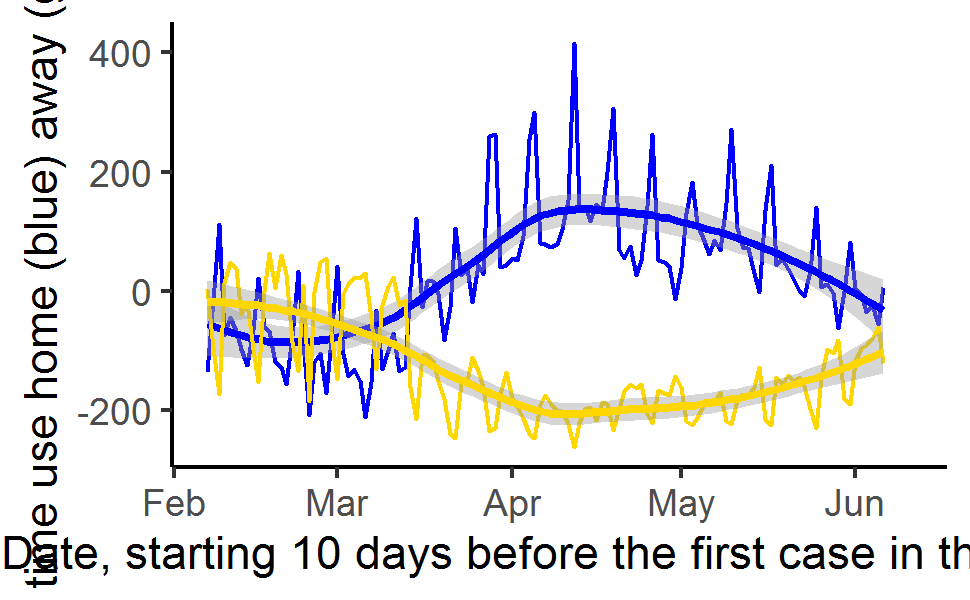 time use home (blue) away (
400
200
0
-200
Feb Mar Apr May Jun
Date, starting 10 days before the first case in th